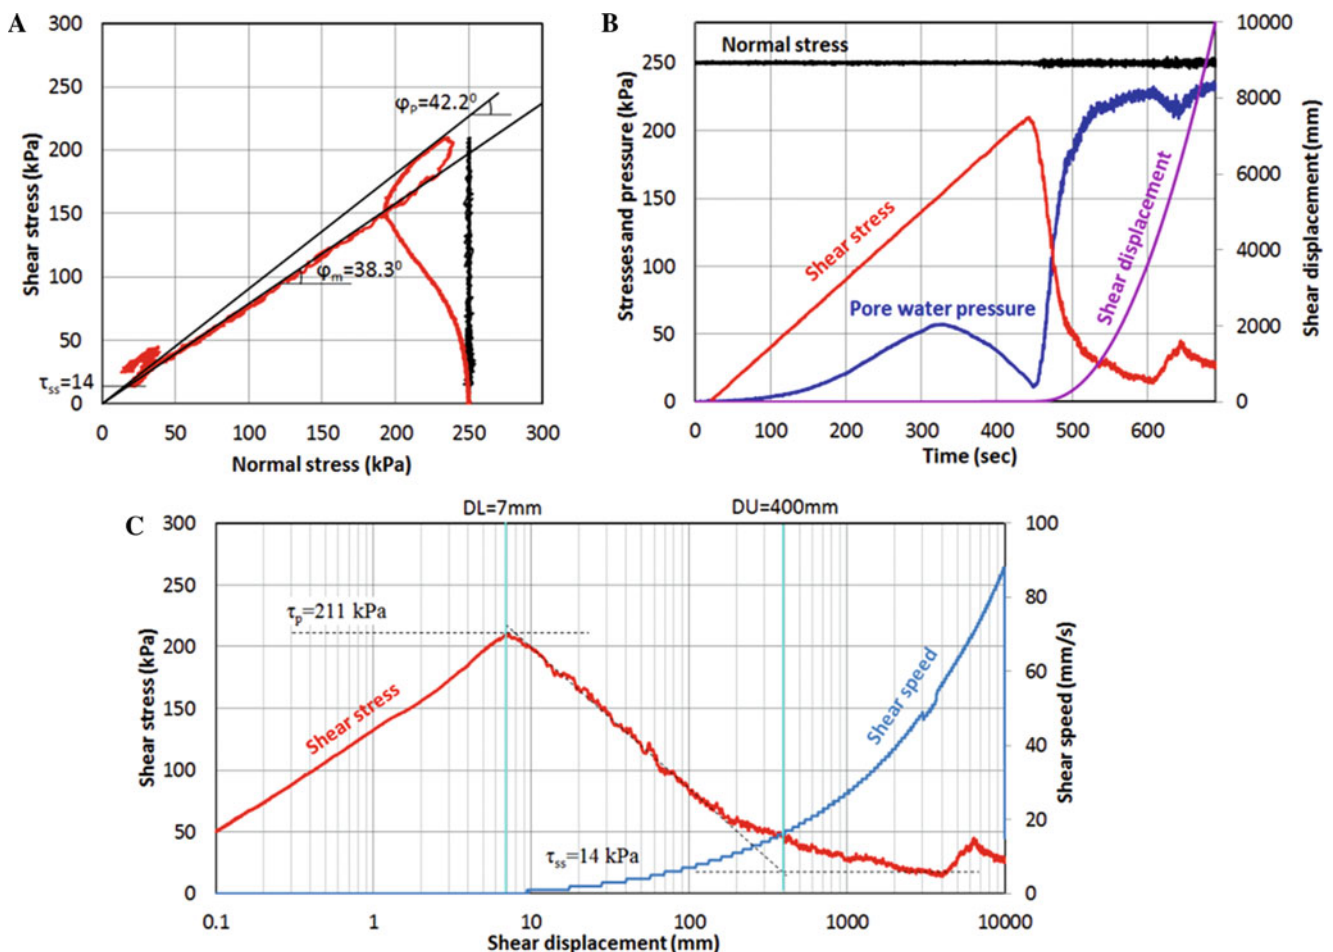 A
300
250
200
150
100
50
0
Shear stress (kPa)
φp=42.2⁰
φm=38.3⁰
τss=14
0 50 100 150 200 250 300
Normal stress (kPa)
B
300
250
200
150
100
50
0
Stresses and pressure (kPa)
Normal stress
Shear stress
Pore water pressure
Shear displacement
10000
8000
6000
4000
2000
0
Shear displacement (mm)
0 100 200 300 400 500 600
Time (sec)
C
DL=7mm DU=400mm
300
250
200
150
100
50
0
Shear stress (kPa)
τp=211 kPa
Shear stress
τss=14 kPa
Shear speed
100
80
60
40
20
0
Shear speed (mm/s)
0.1 1 10 100 1000 10000
Shear displacement (mm)